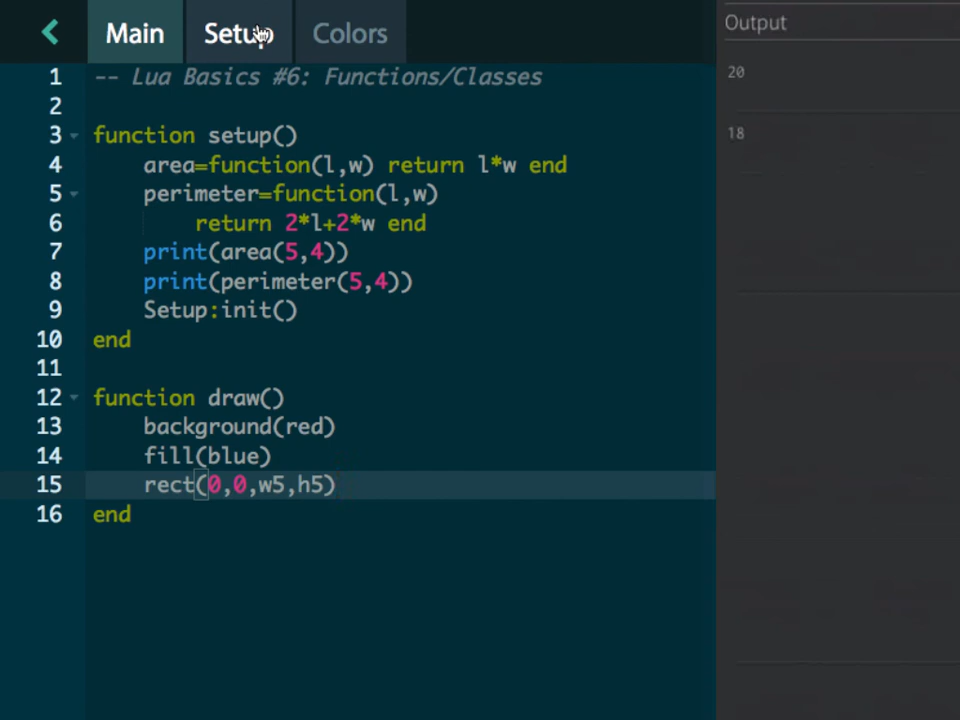 Main Setup Colors
Output
1 -- Lua Basics #6: Functions/Classes
2
3 function setup()
4 area=function(l,w) return l*w end
5 perimeter=function(l,w)
6 return 2*l+2*w end
7 print(area(5,4))
8 print(perimeter(5,4))
9 Setup:init()
10 end
11
12 function draw()
13 background(red)
14 fill(blue)
15 rect(0,0,w5,h5)
16 end
20
18